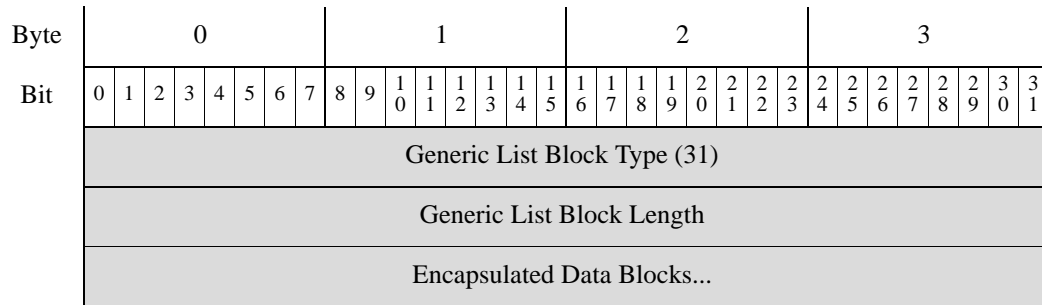 Byte 0 1 2 3
Bit 0 1 2 3 4 5 6 7 8 9 10 11 12 13 14 15 16 17 18 19 20 21 22 23 24 25 26 27 28 29 30 31
Generic List Block Type (31)
Generic List Block Length
Encapsulated Data Blocks...